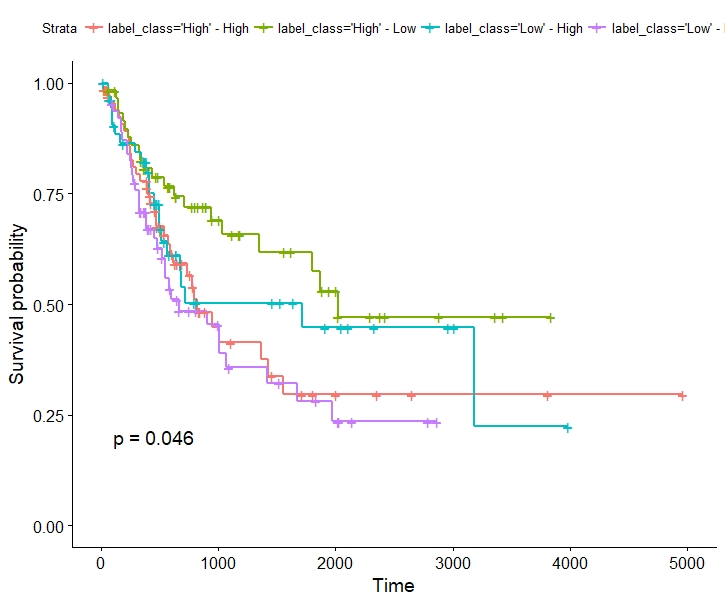 Strata label_class='High' - High label_class='High' - Low label_class='Low' - High label_class='Low' -
1.00
0.75
0.50
0.25
0.00
Survival probability
p = 0.046
0 1000 2000 3000 4000 5000
Time